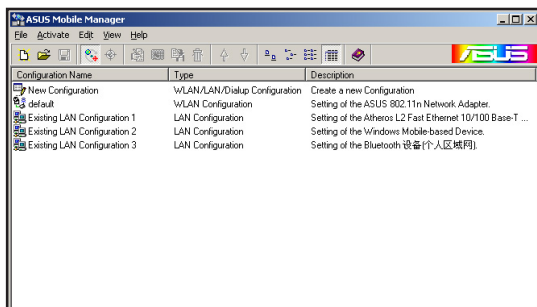 ASUS Mobile Manager
File Activate Edit View Help
/SUS
Configuration Name Type Description
New Configuration WLAN/LAN/Dialup Configuration Create a new Configuration
default WLAN Configuration Setting of the ASUS 802.11n Network Adapter.
Existing LAN Configuration 1 LAN Configuration Setting of the Atheros L2 Fast Ethernet 10/100 Base-T ...
Existing LAN Configuration 2 LAN Configuration Setting of the Windows Mobile-based Device.
Existing LAN Configuration 3 LAN Configuration Setting of the Bluetooth 设备(个人区域网).